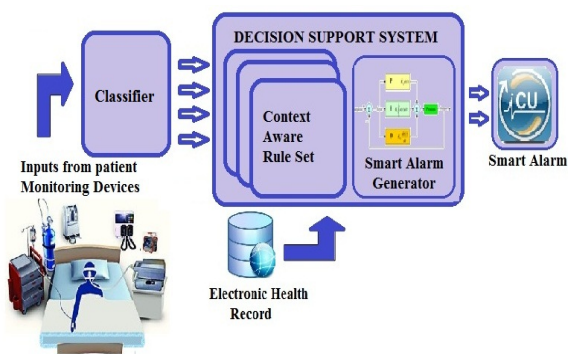 DECISION SUPPORT SYSTEM
Classifier
Context
Aware
Rule Set
P
I
Smart Alarm
Generator
iCU
Smart Alarm
Inputs from patient
Monitoring Devices
Electronic Health
Record